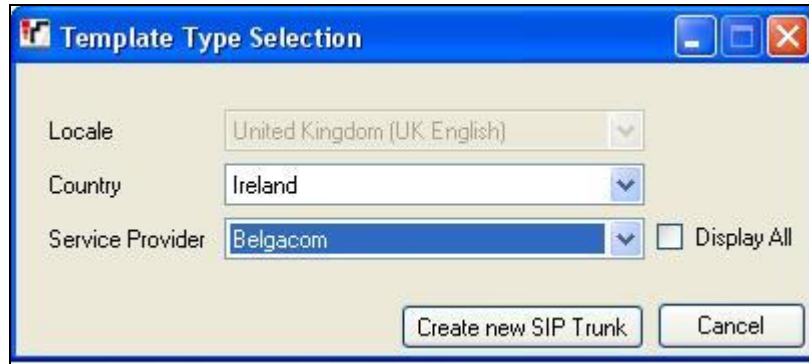 Template Type Selection
Locale United Kingdom (UK English)
Country Ireland
Service Provider Belgacom Display All
Create new SIP Trunk Cancel